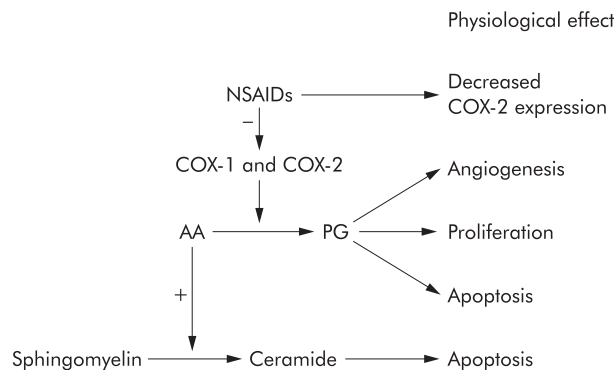 Physiological effect
NSAIDs
Decreased
COX-2 expression
–
COX-1 and COX-2
Angiogenesis
AA
PG
Proliferation
+
Apoptosis
Sphingomyelin
Ceramide
Apoptosis